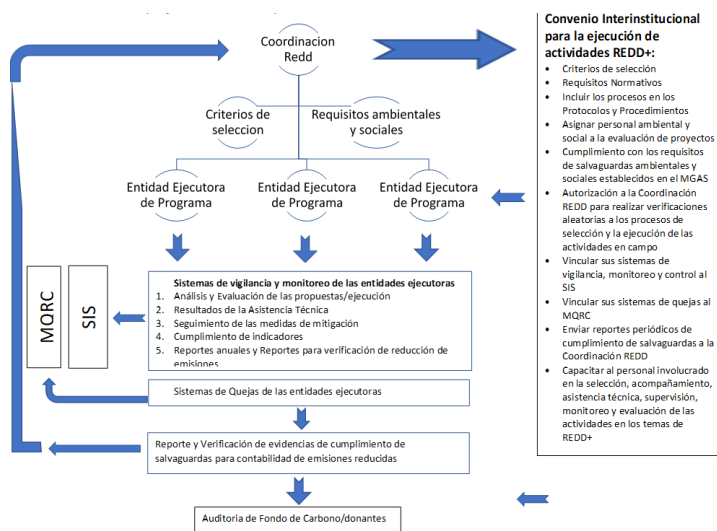 Coordinacion
Redd
Criterios de
seleccion
Requisitos ambientales
y sociales
Entidad Ejecutora
de Programa
Entidad Ejecutora
de Programa
Entidad Ejecutora
de Programa
MQRC
SIS
Sistemas de vigilancia y monitoreo de las entidades ejecutoras
1. Análisis y Evaluación de las propuestas/ejecución
2. Resultados de la Asistencia Técnica
3. Seguimiento de las medidas de mitigación
4. Cumplimiento de indicadores
5. Reportes anuales y Reportes para verificación de reducción de
emisiones
Sistemas de Quejas de las entidades ejecutoras
Reporte y Verificación de evidencias de cumplimiento de
salvaguardas para contabilidad de emisiones reducidas
Auditoria de Fondo de Carbono/donantes
Convenio Interinstitucional
para la ejecución de
actividades REDD+:
• Criterios de selección
• Requisitos Normativos
• Incluir los procesos en los
Protocolos y Procedimientos
• Asignar personal ambiental y
social a la evaluación de proyectos
• Cumplimiento con los requisitos
de salvaguardas ambientales y
sociales establecidos en el MGAS
• Autorización a la Coordinación
REDD para realizar verificaciones
aleatorias a los procesos de
selección y la ejecución de las
actividades en campo
• Vincular sus sistemas de
vigilancia, monitoreo y control al
SIS
• Vincular sus sistemas de quejas al
MQRC
• Enviar reportes periódicos de
cumplimiento de salvaguardas a la
Coordinación REDD
• Capacitar al personal involucrado
en la selección, acompañamiento,
asistencia técnica, supervisión,
monitoreo y evaluación de las
actividades en los temas de
REDD+